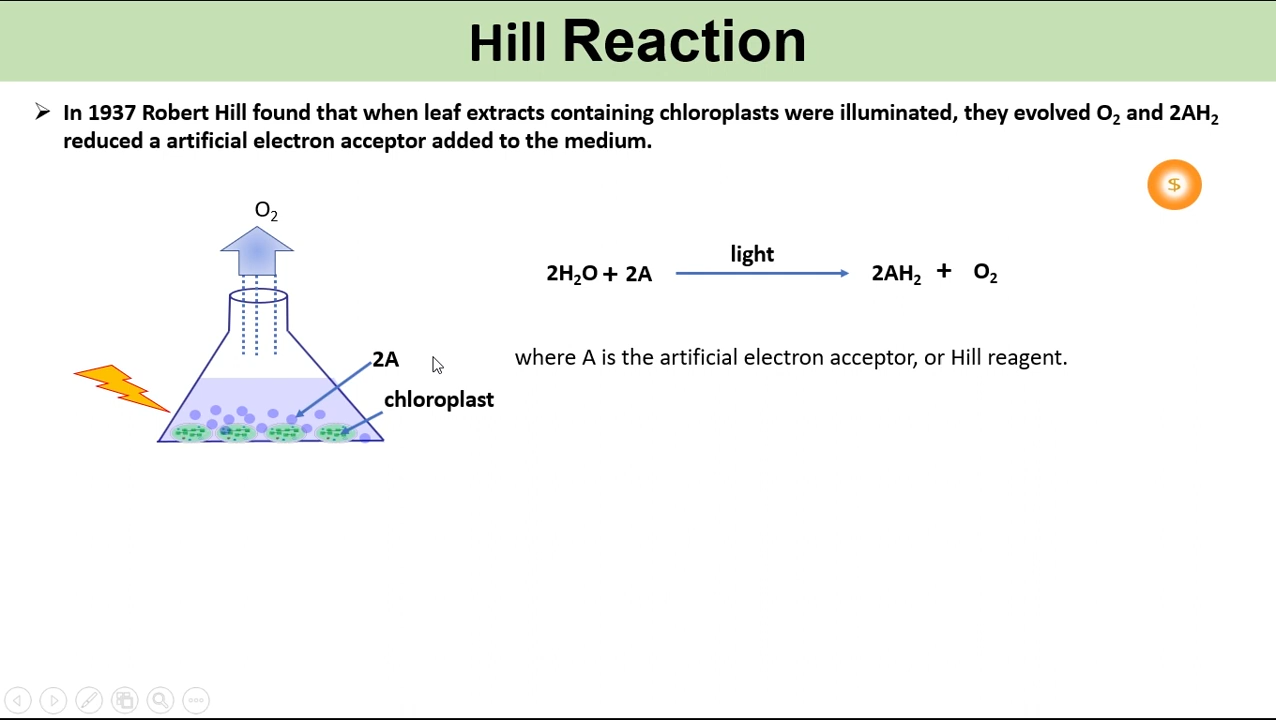 Hill Reaction
➢ In 1937 Robert Hill found that when leaf extracts containing chloroplasts were illuminated, they evolved O₂ and 2AH₂
reduced a artificial electron acceptor added to the medium.
$
O₂
light
2H₂O + 2A → 2AH₂ + O₂
2A
where A is the artificial electron acceptor, or Hill reagent.
chloroplast